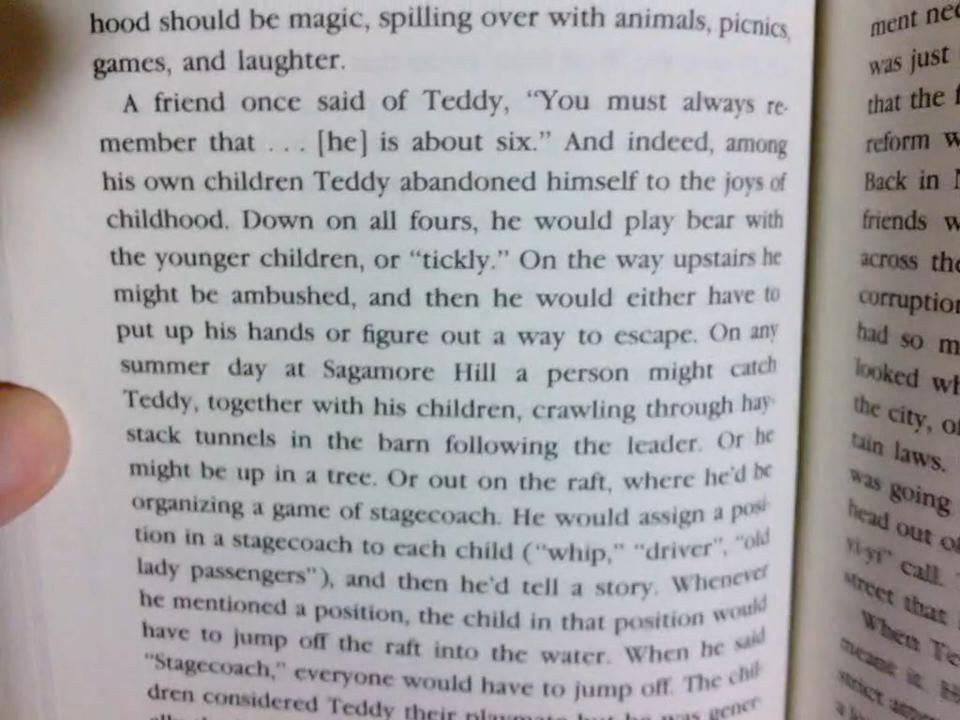 hood should be magic, spilling over with animals, picnics,
games, and laughter.
A friend once said of Teddy, "You must always re-
member that . . . [he] is about six." And indeed, among
his own children Teddy abandoned himself to the joys of
childhood. Down on all fours, he would play bear with
the younger children, or "tickly." On the way upstairs he
might be ambushed, and then he would either have to
put up his hands or figure out a way to escape. On any
summer day at Sagamore Hill a person might catch
Teddy, together with his children, crawling through hay-
stack tunnels in the barn following the leader. Or he
might be up in a tree. Or out on the raft, where he'd be
organizing a game of stagecoach. He would assign a posi-
tion in a stagecoach to each child ("whip," "driver", "old
lady passengers"), and then he'd tell a story. Whenever
he mentioned a position, the child in that position would
have to jump off the raft into the water. When he said
"Stagecoach," everyone would have to jump off. The chil-
dren considered Teddy their playmate but he was gener-
ment
was just
that the
reform
Back in
friends
across
corruption
had so
looked
the city,
tain laws.
was going
head out
call.
street that
When
meant it.
strict